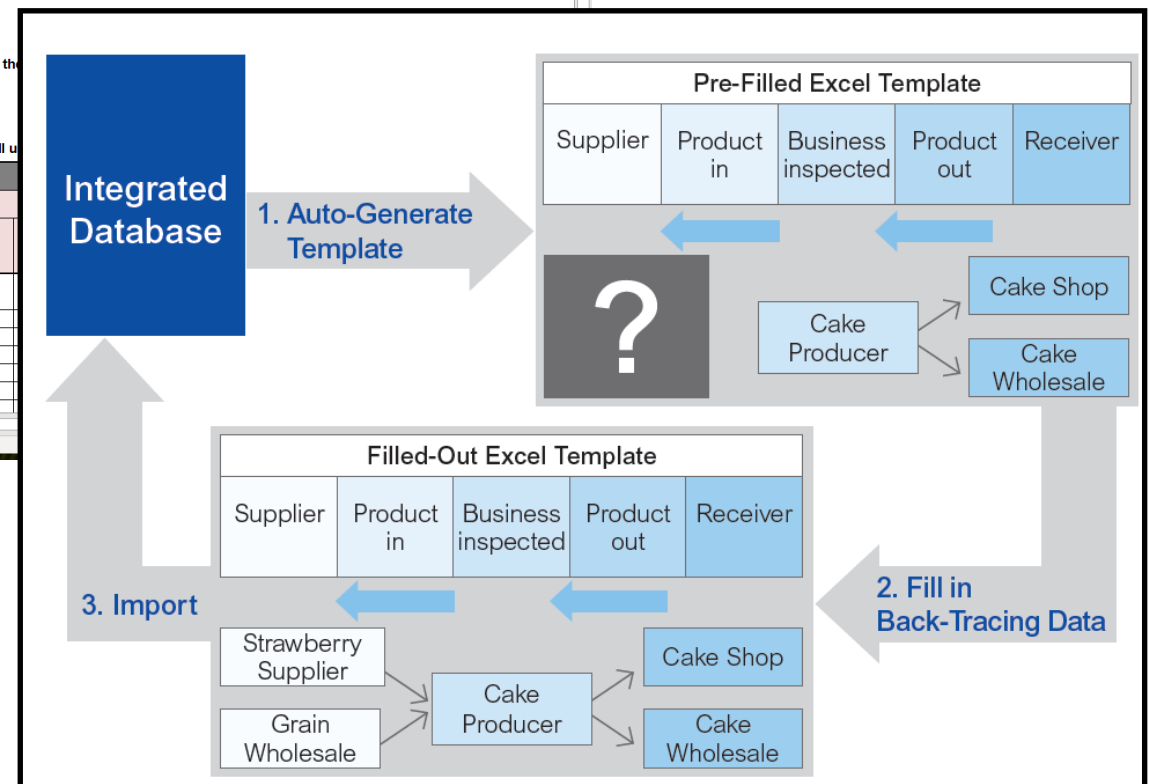 the
ll u
Integrated
Database
1. Auto-Generate
Template
Pre-Filled Excel Template
Supplier
Product
in
Business
inspected
Product
out
Receiver
?
Cake
Producer
Cake Shop
Cake
Wholesale
2. Fill in
Back-Tracing Data
Filled-Out Excel Template
Supplier
Product
in
Business
inspected
Product
out
Receiver
3. Import
Strawberry
Supplier
Grain
Wholesale
Cake
Producer
Cake Shop
Cake
Wholesale